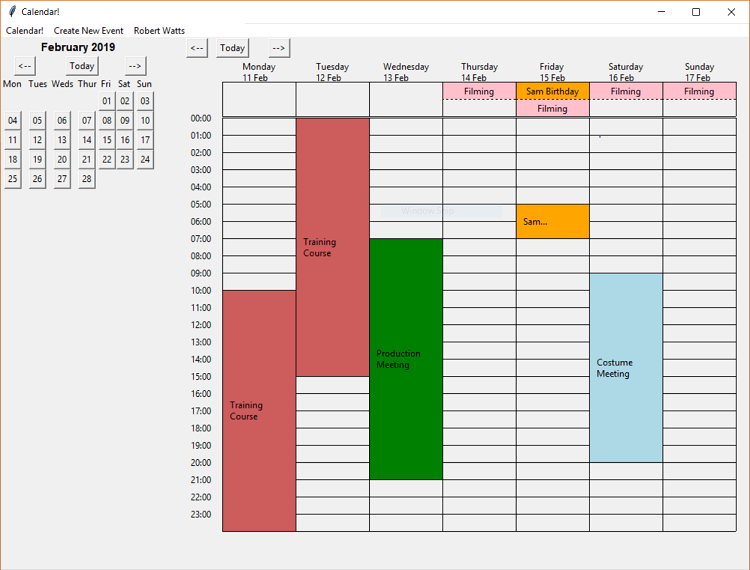 Calendar!
Calendar! Create New Event Robert Watts
February 2019
<-- Today -->
Mon Tues Weds Thur Fri Sat Sun
01 02 03
04 05 06 07 08 09 10
11 12 13 14 15 16 17
18 19 20 21 22 23 24
25 26 27 28
<-- Today -->
Monday Tuesday Wednesday Thursday Friday Saturday Sunday
11 Feb 12 Feb 13 Feb 14 Feb 15 Feb 16 Feb 17 Feb
Filming Sam Birthday Filming Filming
Filming
00:00
01:00
02:00
03:00
04:00
05:00
Window Snip
06:00 Sam...
07:00
Training
Course
08:00
09:00
10:00
11:00
12:00
13:00
Production
Meeting
14:00
Costume
Meeting
15:00
16:00
Training
Course
17:00
18:00
19:00
20:00
21:00
22:00
23:00